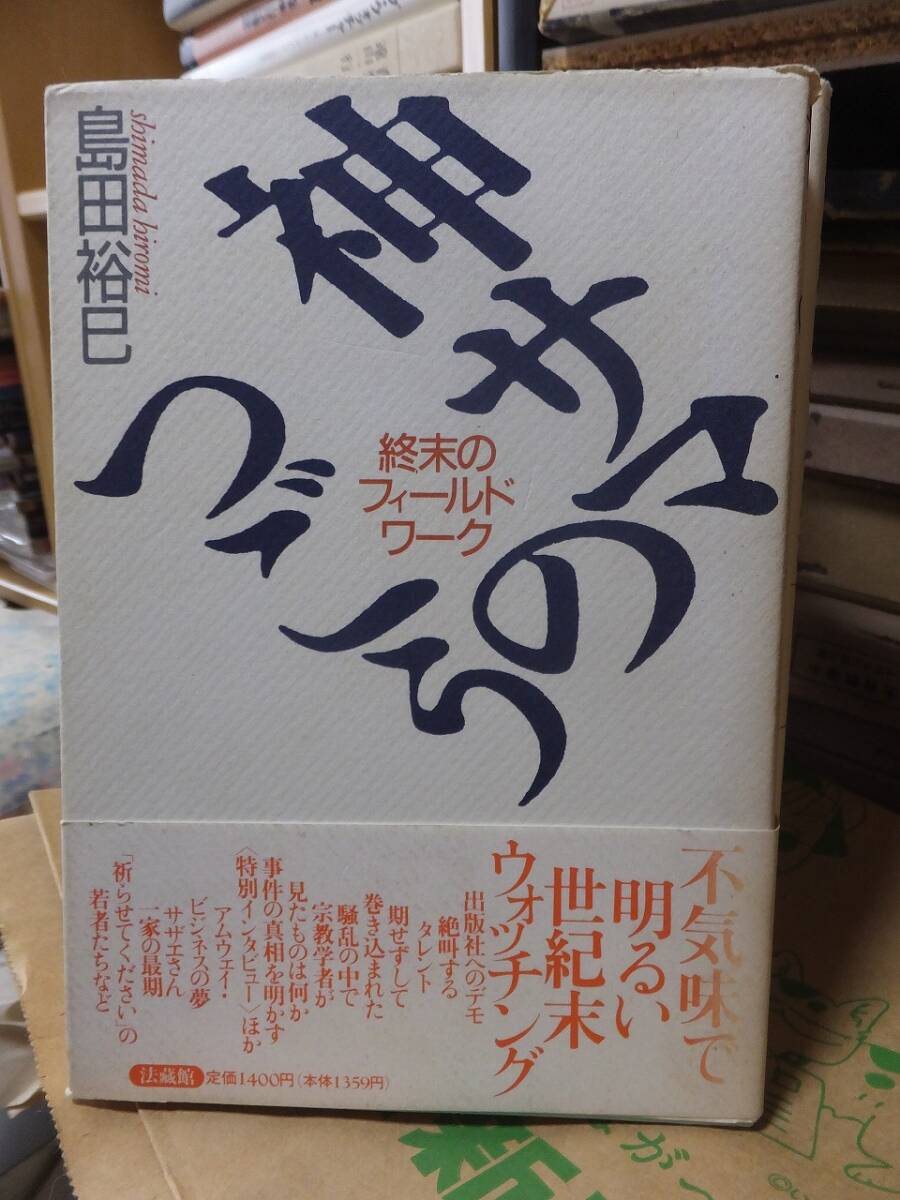 島田裕巳
shimada hiromi
神サマのつごう
終末の
フィールド
ワーク
不気味で
明るい
世紀末
ウォッチング
出版社へのデモ
絶叫する
タレント
期せずして
巻き込まれた
騒乱の中で
宗教学者が
見たものは何か
事件の真相を明かす
〈特別インタビュー〉ほか
アムウェイ・
ビジネスの夢
サザエさん
一家の最期
「祈らせてください」の
若者たちなど
法藏館 定価1400円(本体1359円)